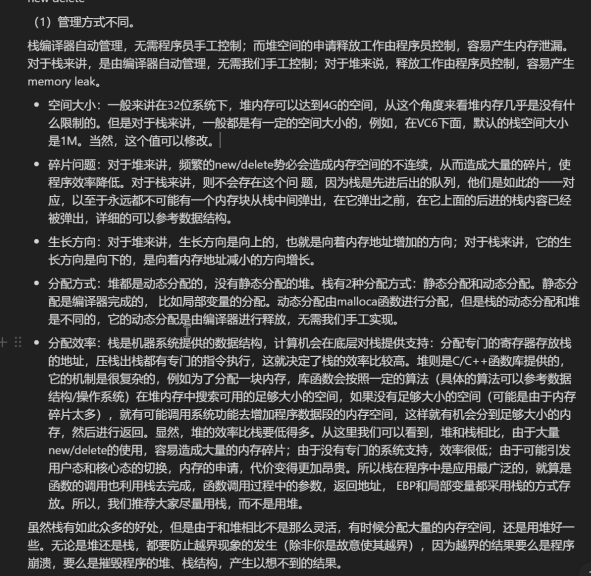 new delete
（1）管理方式不同。
栈编译器自动管理，无需程序员手工控制；而堆空间的申请释放工作由程序员控制，容易产生内存泄漏。
对于栈来讲，是由编译器自动管理，无需我们手工控制；对于堆来说，释放工作由程序员控制，容易产生
memory leak。
• 空间大小：一般来讲在32位系统下，堆内存可以达到4G的空间，从这个角度来看堆内存几乎是没有什
么限制的。但是对于栈来讲，一般都是有一定的空间大小的，例如，在VC6下面，默认的栈空间大小
是1M。当然，这个值可以修改。
• 碎片问题：对于堆来讲，频繁的new/delete势必会造成内存空间的不连续，从而造成大量的碎片，使
程序效率降低。对于栈来讲，则不会存在这个问 题，因为栈是先进后出的队列，他们是如此的一一对
应，以至于永远都不可能有一个内存块从栈中间弹出，在它弹出之前，在它上面的后进的栈内容已经
被弹出，详细的可以参考数据结构。
• 生长方向：对于堆来讲，生长方向是向上的，也就是向着内存地址增加的方向；对于栈来讲，它的生
长方向是向下的，是向着内存地址减小的方向增长。
• 分配方式：堆都是动态分配的，没有静态分配的堆。栈有2种分配方式：静态分配和动态分配。静态分
配是编译器完成的， 比如局部变量的分配。动态分配由malloca函数进行分配，但是栈的动态分配和堆
是不同的，它的动态分配是由编译器进行释放，无需我们手工实现。
• 分配效率：栈是机器系统提供的数据结构，计算机会在底层对栈提供支持：分配专门的寄存器存放栈
的地址，压栈出栈都有专门的指令执行，这就决定了栈的效率比较高。堆则是C/C++函数库提供的，
它的机制是很复杂的，例如为了分配一块内存，库函数会按照一定的算法（具体的算法可以参考数据
结构/操作系统）在堆内存中搜索可用的足够大小的空间，如果没有足够大小的空间（可能是由于内存
碎片太多），就有可能调用系统功能去增加程序数据段的内存空间，这样就有机会分到足够大小的内
存，然后进行返回。显然，堆的效率比栈要低得多。从这里我们可以看到，堆和栈相比，由于大量
new/delete的使用，容易造成大量的内存碎片；由于没有专门的系统支持，效率很低；由于可能引发
用户态和核心态的切换，内存的申请，代价变得更加昂贵。所以栈在程序中是应用最广泛的，就算是
函数的调用也利用栈去完成，函数调用过程中的参数，返回地址， EBP和局部变量都采用栈的方式存
放。所以，我们推荐大家尽量用栈，而不是用堆。
虽然栈有如此众多的好处，但是由于和堆相比不是那么灵活，有时候分配大量的内存空间，还是用堆好一
些。无论是堆还是栈，都要防止越界现象的发生（除非你是故意使其越界），因为越界的结果要么是程序
崩溃，要么是摧毁程序的堆、栈结构，产生以想不到的结果。